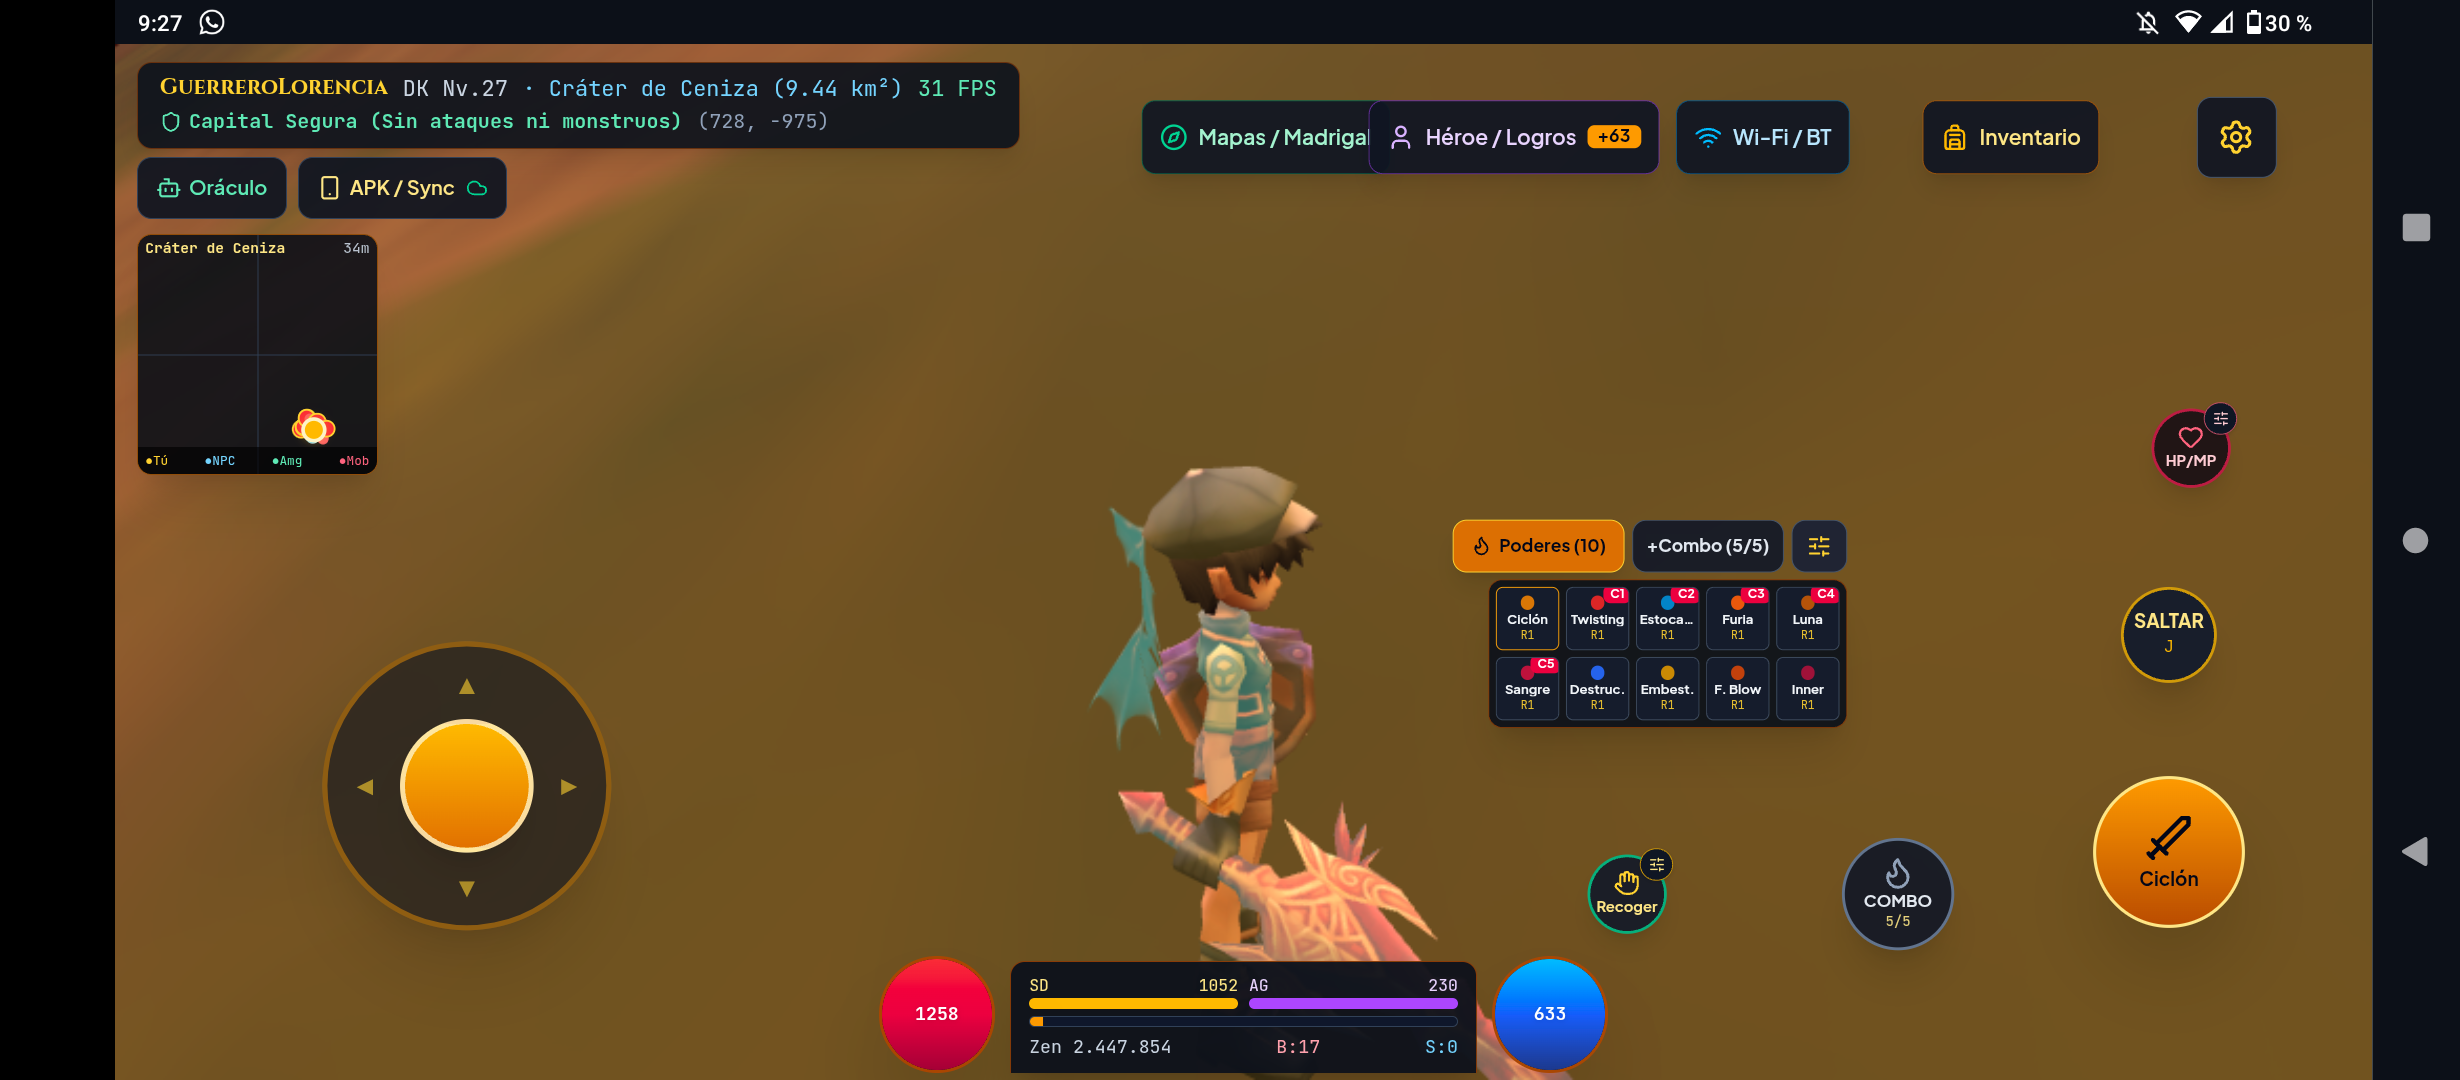 9:27
30 %
GuerreroLorencia DK Nv.27 · Cráter de Ceniza (9.44 km²) 31 FPS
Capital Segura (Sin ataques ni monstruos) (728, -975)
Mapas / Madrigal
Héroe / Logros +63
Wi-Fi / BT
Inventario
Oráculo
APK / Sync
Cráter de Ceniza 34m
Tú NPC Amg Mob
HP/MP
Poderes (10)
+Combo (5/5)
C1 C2 C3 C4
Ciclón Twisting Estoca... Furia Luna
R1 R1 R1 R1 R1
C5
Sangre Destruc. Embest. F. Blow Inner
R1 R1 R1 R1 R1
SALTAR
J
Ciclón
Recoger
COMBO
5/5
1258
SD 1052 AG 230
Zen 2.447.854 B:17 S:0
633